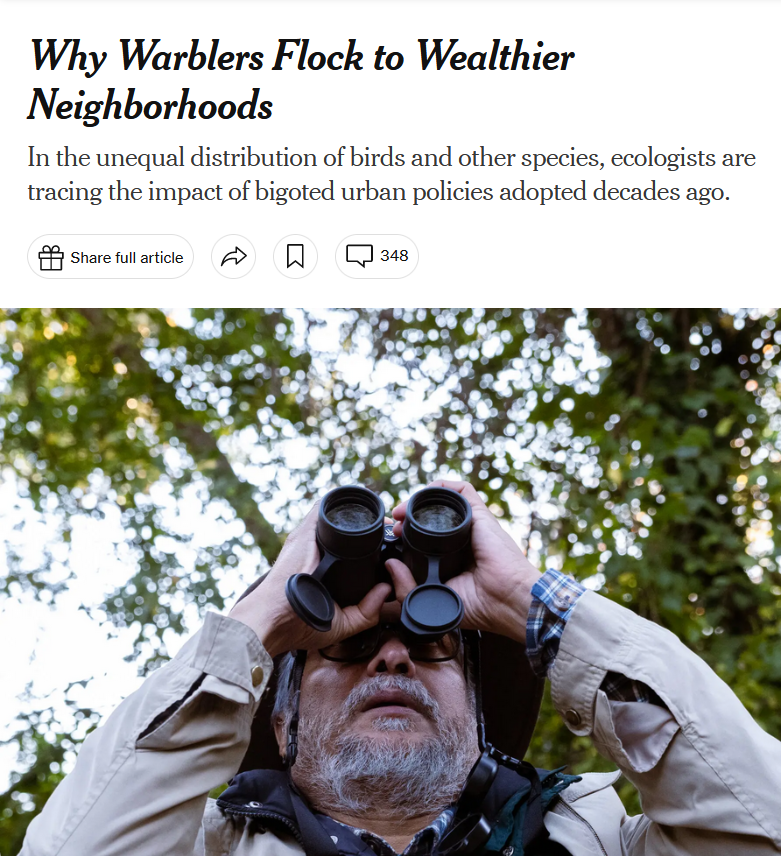 Why Warblers Flock to Wealthier
Neighborhoods
In the unequal distribution of birds and other species, ecologists are
tracing the impact of bigoted urban policies adopted decades ago.
Share full article
348